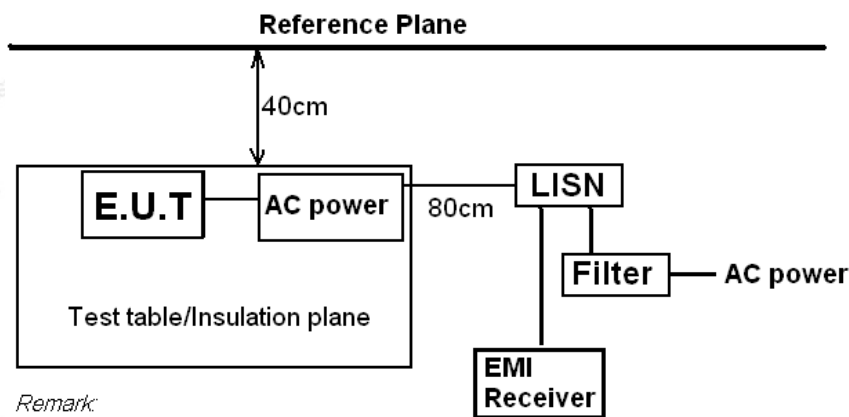 Reference Plane
40cm
E.U.T
AC power
80cm
LISN
Filter
AC power
Test table/Insulation plane
EMI
Receiver
Remark: